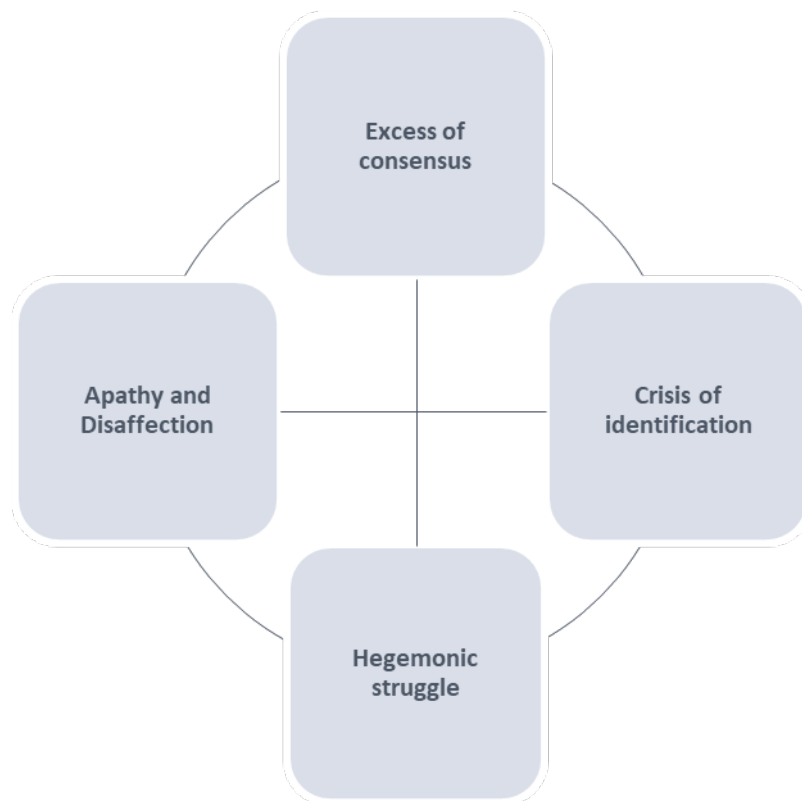 Excess of
consensus
Apathy and
Disaffection
Crisis of
identification
Hegemonic
struggle